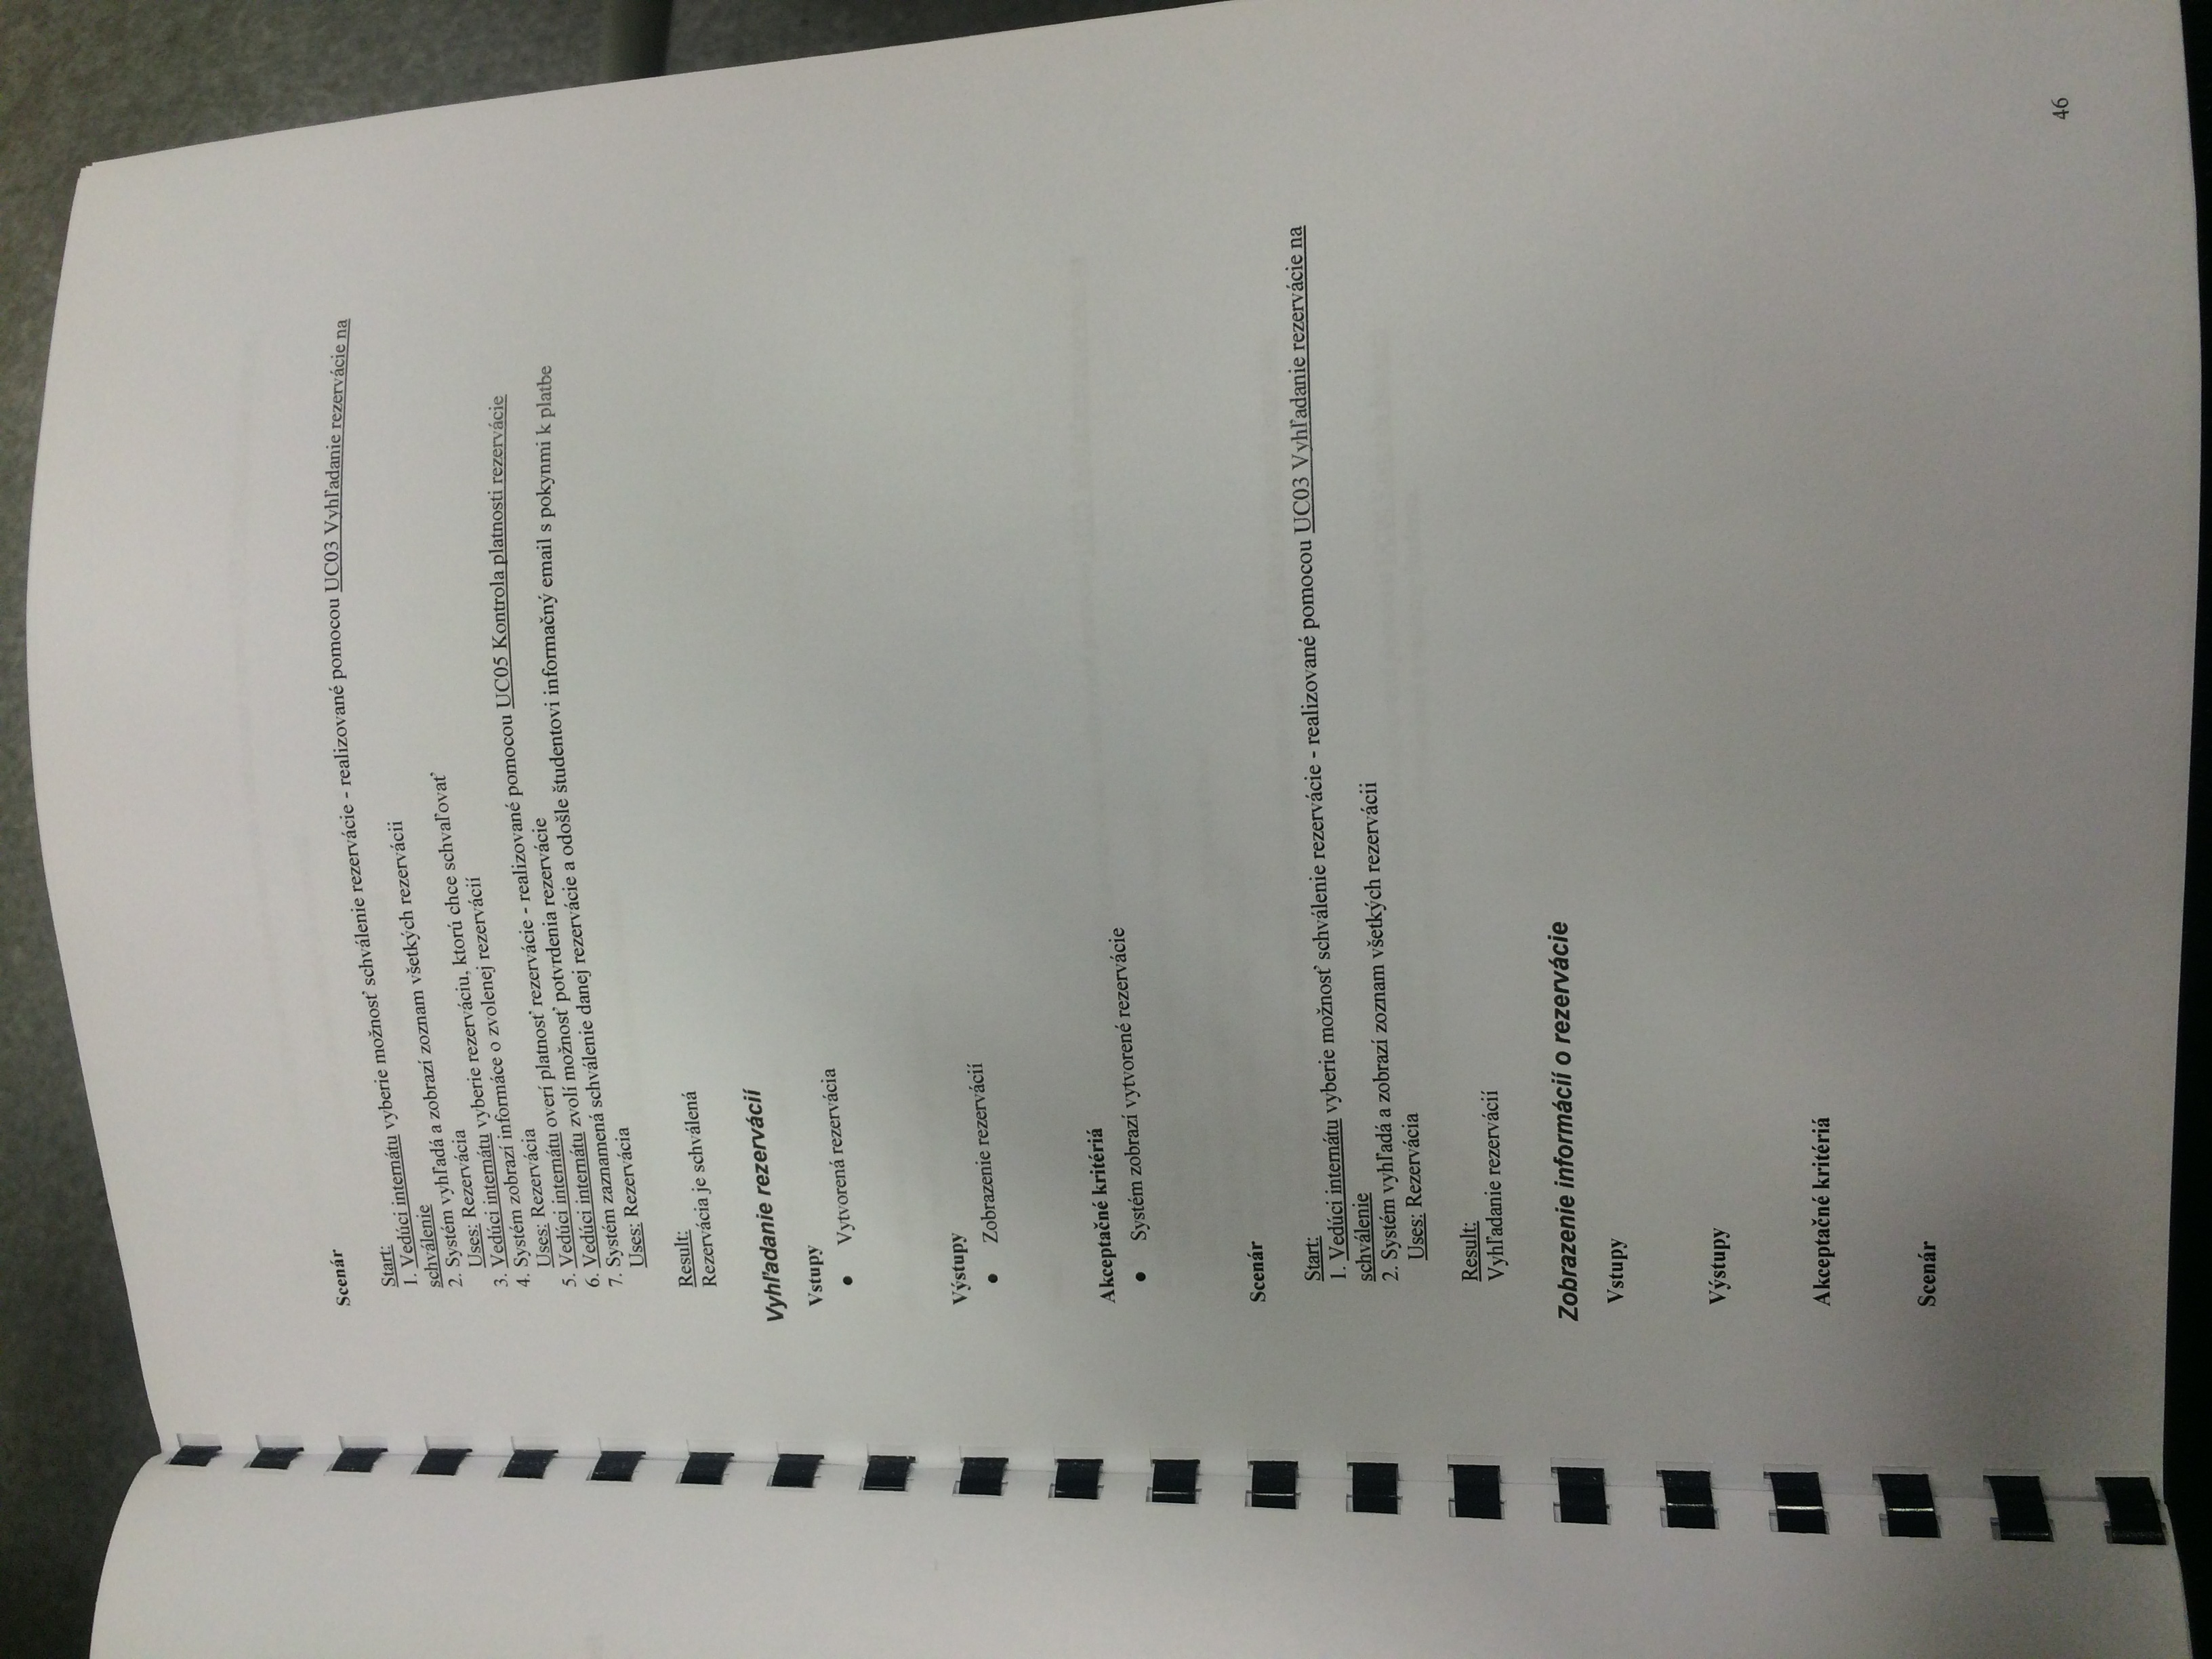 Scenár
Start:
1. Vedúci internátu vyberie možnosť schválenie rezervácie - realizované pomocou UC03 Vyhľadanie rezervácie na
schválenie
2. Systém vyhľadá a zobrazí zoznam všetkých rezervácii
Uses: Rezervácia
3. Vedúci internátu vyberie rezerváciu, ktorú chce schvaľovať
4. Systém zobrazí informáce o zvolenej rezervácií
Uses: Rezervácia
5. Vedúci internátu overí platnosť rezervácie - realizované pomocou UC05 Kontrola platnosti rezervácie
6. Vedúci internátu zvolí možnosť potvrdenia rezervácie
7. Systém zaznamená schválenie danej rezervácie a odošle študentovi informačný email s pokynmi k platbe
Uses: Rezervácia
Result:
Rezervácia je schválená
Vyhľadanie rezervácií
Vstupy
● Vytvorená rezervácia
Výstupy
● Zobrazenie rezervácií
Akceptačné kritériá
● Systém zobrazí vytvorené rezervácie
Scenár
Start:
1. Vedúci internátu vyberie možnosť schválenie rezervácie - realizované pomocou UC03 Vyhľadanie rezervácie na
schválenie
2. Systém vyhľadá a zobrazí zoznam všetkých rezervácii
Uses: Rezervácia
Result:
Vyhľadanie rezervácií
Zobrazenie informácií o rezervácie
Vstupy
Výstupy
Akceptačné kritériá
Scenár
46